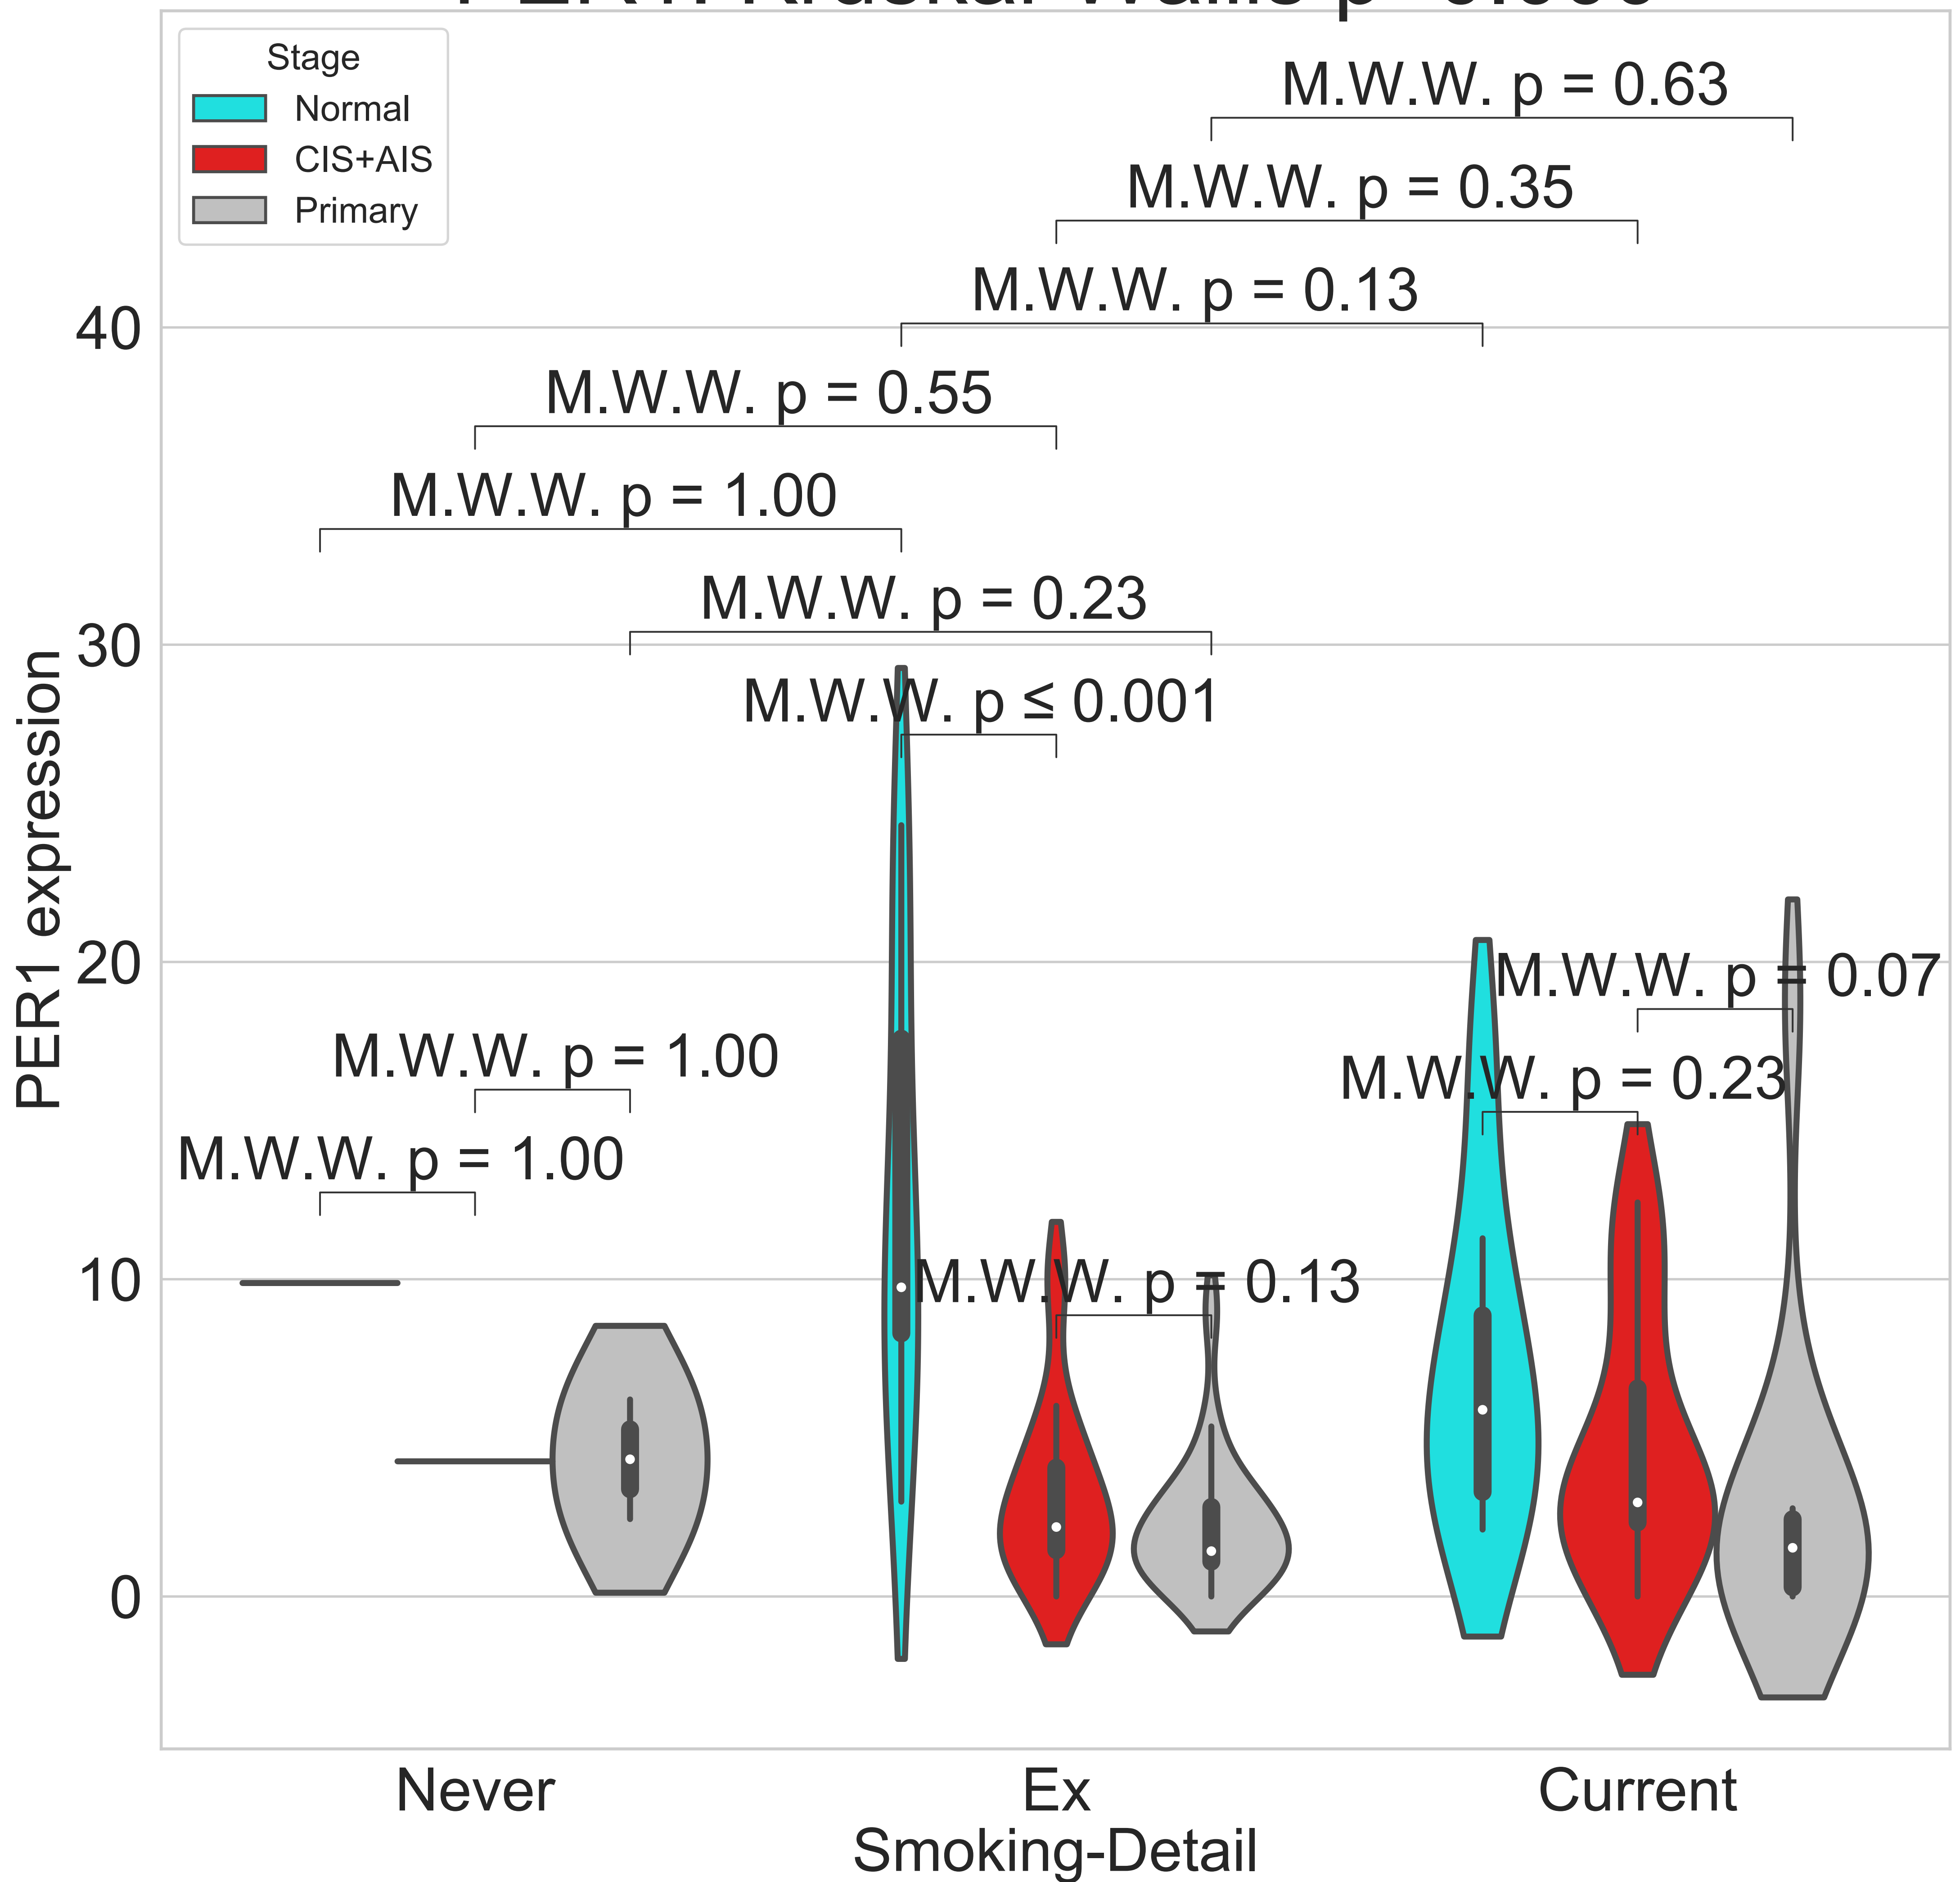 Stage
Normal
CIS+AIS
Primary
M.W.W. p = 0.63
M.W.W. p = 0.35
M.W.W. p = 0.13
M.W.W. p = 0.55
M.W.W. p = 1.00
M.W.W. p = 0.23
M.W.W. p ≤ 0.001
M.W.W. p = 0.07
M.W.W. p = 1.00
M.W.W. p = 0.23
M.W.W. p = 1.00
M.W.W. p = 0.13
40
30
20
10
0
PER1 expression
Never
Ex
Current
Smoking-Detail